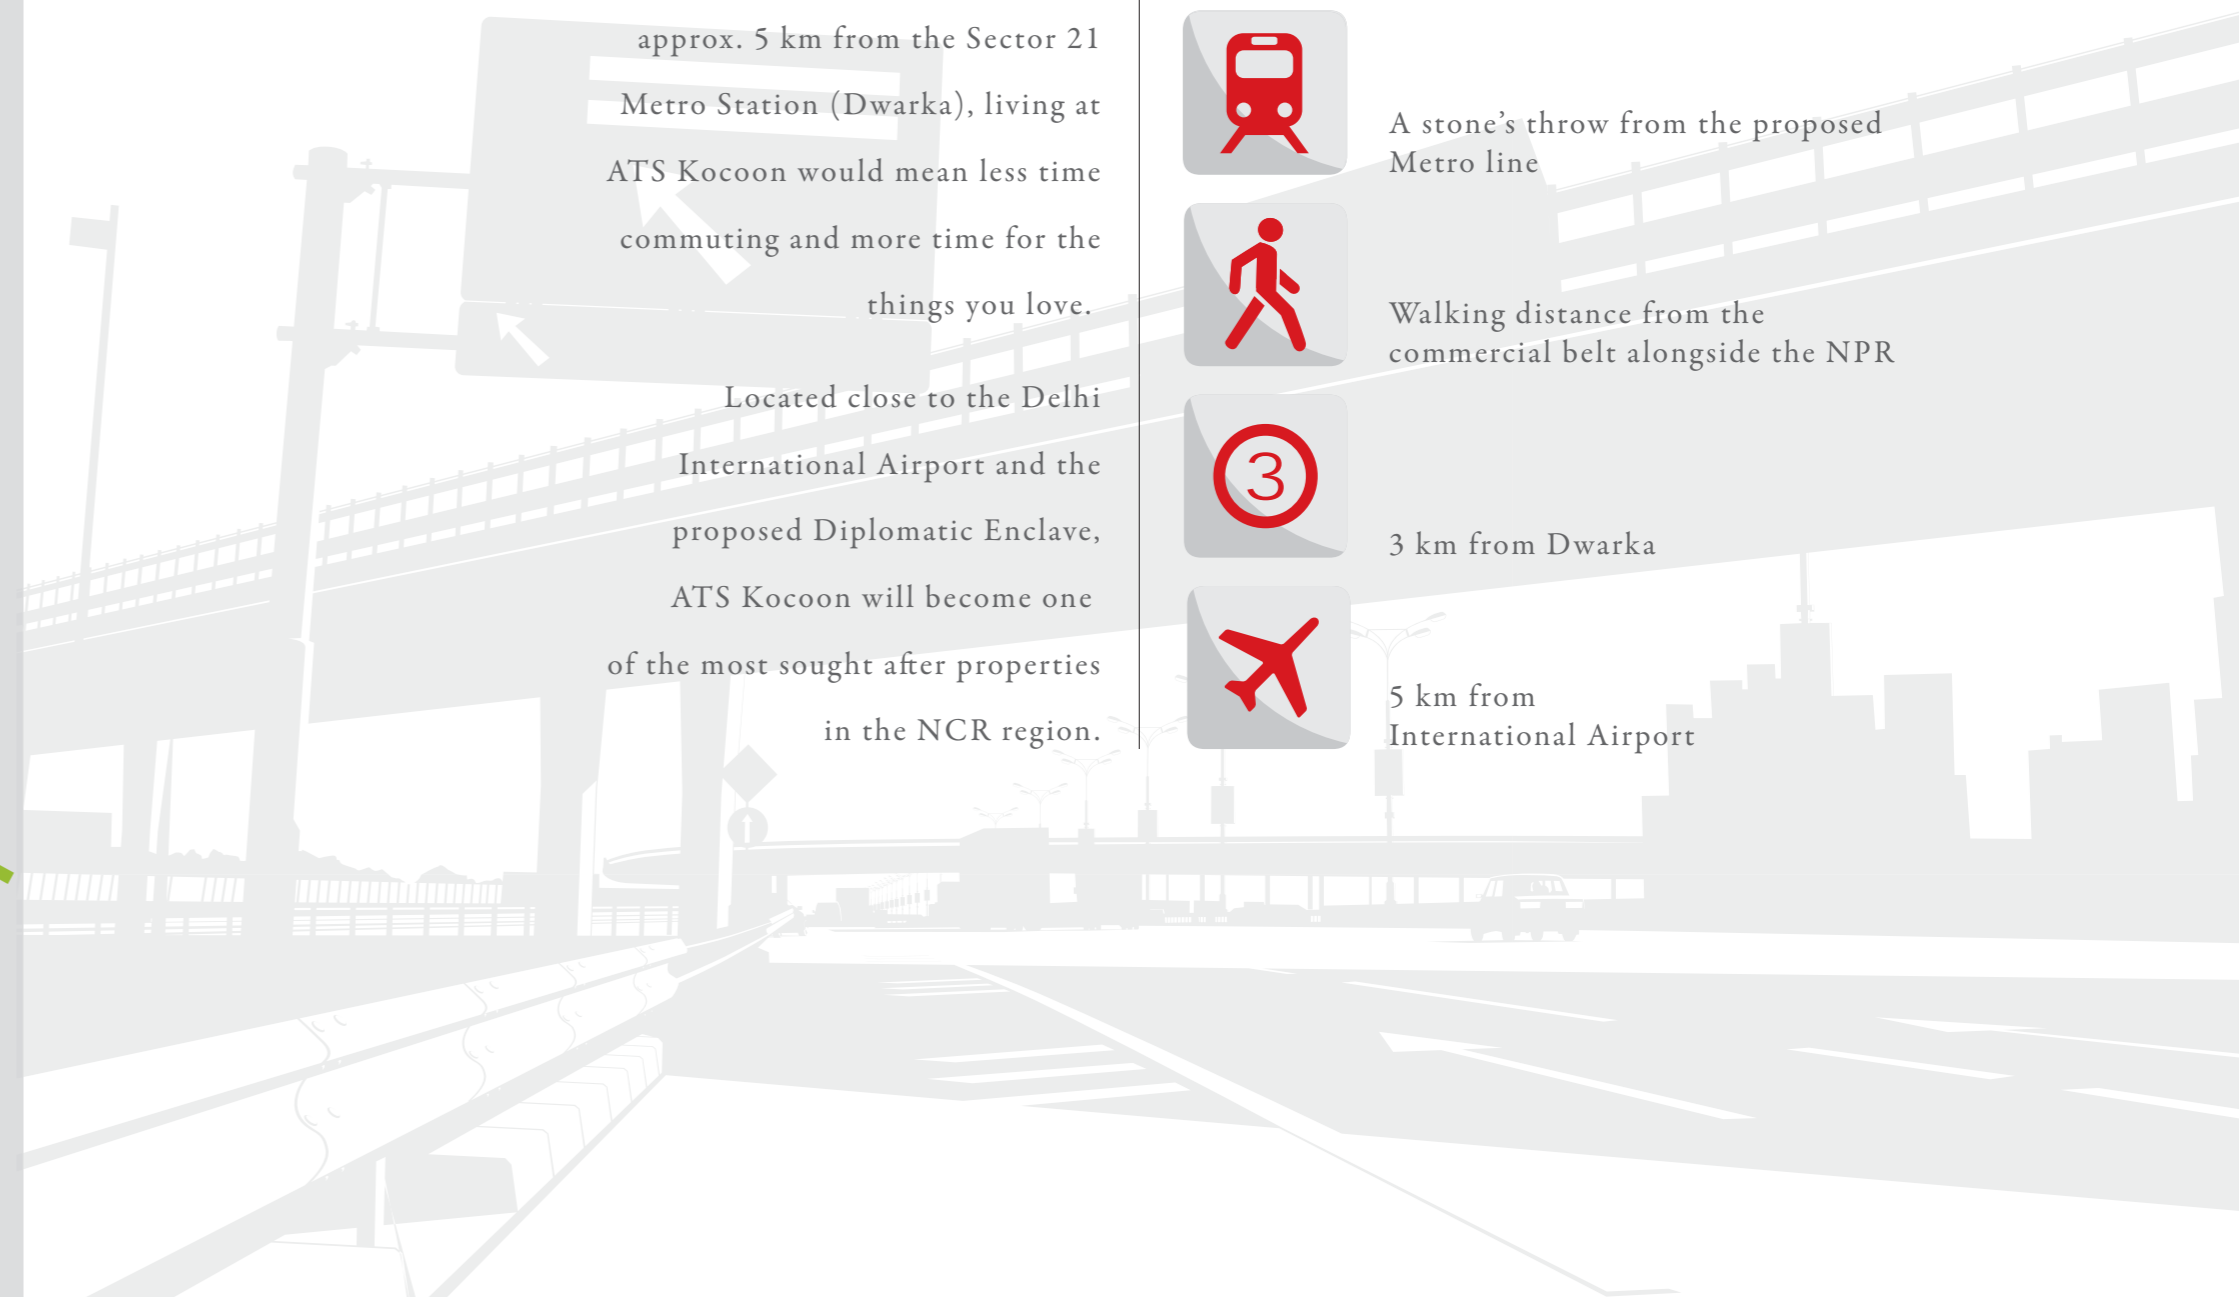 approx. 5 km from the Sector 21
Metro Station (Dwarka), living at
ATS Kocoon would mean less time
commuting and more time for the
things you love.
Located close to the Delhi
International Airport and the
proposed Diplomatic Enclave,
ATS Kocoon will become one
of the most sought after properties
in the NCR region.
A stone’s throw from the proposed
Metro line
Walking distance from the
commercial belt alongside the NPR
3
3 km from Dwarka
5 km from
International Airport